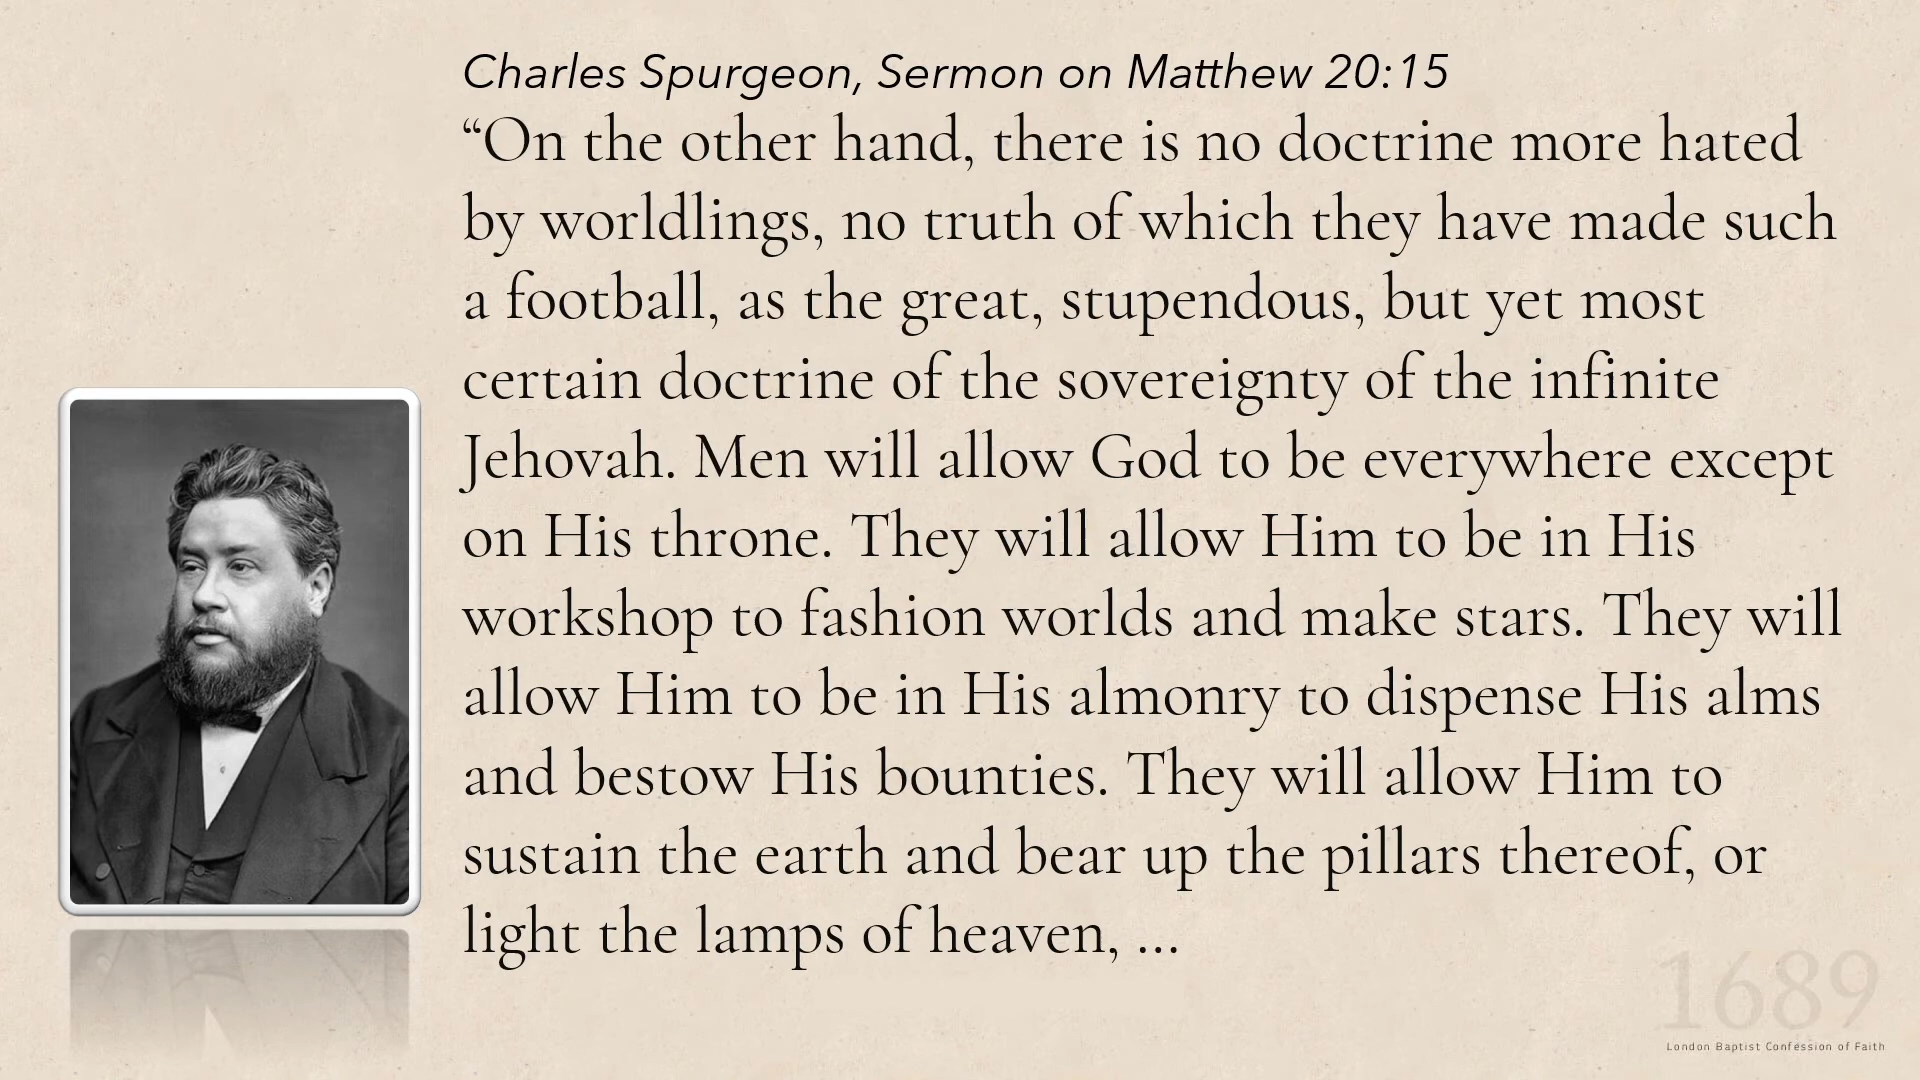 Charles Spurgeon, Sermon on Matthew 20:15
“On the other hand, there is no doctrine more hated
by worldlings, no truth of which they have made such
a football, as the great, stupendous, but yet most
certain doctrine of the sovereignty of the infinite
Jehovah. Men will allow God to be everywhere except
on His throne. They will allow Him to be in His
workshop to fashion worlds and make stars. They will
allow Him to be in His almonry to dispense His alms
and bestow His bounties. They will allow Him to
sustain the earth and bear up the pillars thereof, or
light the lamps of heaven, ...
1689
London Baptist Confession of Faith